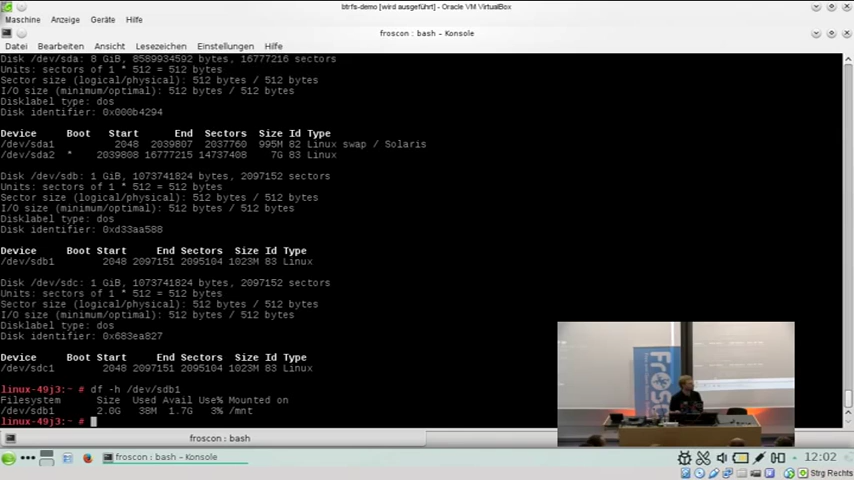 btrfs-demo [wird ausgeführt] - Oracle VM VirtualBox
Maschine Anzeige Geräte Hilfe
froscon : bash – Konsole
Datei Bearbeiten Ansicht Lesezeichen Einstellungen Hilfe
Disk /dev/sda: 8 GiB, 8589934592 bytes, 16777216 sectors
Units: sectors of 1 * 512 = 512 bytes
Sector size (logical/physical): 512 bytes / 512 bytes
I/O size (minimum/optimal): 512 bytes / 512 bytes
Disklabel type: dos
Disk identifier: 0x000b4294
Device Boot Start End Sectors Size Id Type
/dev/sda1 2048 2039807 2037760 995M 82 Linux swap / Solaris
/dev/sda2 * 2039808 16777215 14737408 7G 83 Linux
Disk /dev/sdb: 1 GiB, 1073741824 bytes, 2097152 sectors
Units: sectors of 1 * 512 = 512 bytes
Sector size (logical/physical): 512 bytes / 512 bytes
I/O size (minimum/optimal): 512 bytes / 512 bytes
Disklabel type: dos
Disk identifier: 0xd33aa588
Device Boot Start End Sectors Size Id Type
/dev/sdb1 2048 2097151 2095104 1023M 83 Linux
Disk /dev/sdc: 1 GiB, 1073741824 bytes, 2097152 sectors
Units: sectors of 1 * 512 = 512 bytes
Sector size (logical/physical): 512 bytes / 512 bytes
I/O size (minimum/optimal): 512 bytes / 512 bytes
Disklabel type: dos
Disk identifier: 0x683ea827
Device Boot Start End Sectors Size Id Type
/dev/sdc1 2048 2097151 2095104 1023M 83 Linux
linux-49j3:~ # df -h /dev/sdb1
Filesystem Size Used Avail Use% Mounted on
/dev/sdb1 2.0G 38M 1.7G 3% /mnt
linux-49j3:~ #
froscon : bash
froscon : bash – Konsole
12:02
Strg Rechts